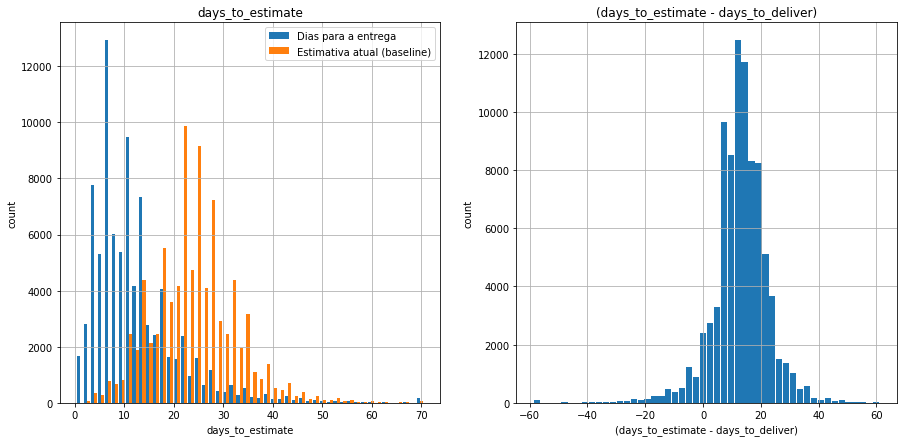 days_to_estimate
Dias para a entrega
Estimativa atual (baseline)
count
12000
10000
8000
6000
4000
2000
0
0 10 20 30 40 50 60 70
days_to_estimate
(days_to_estimate - days_to_deliver)
count
12000
10000
8000
6000
4000
2000
0
−60 −40 −20 0 20 40 60
(days_to_estimate - days_to_deliver)